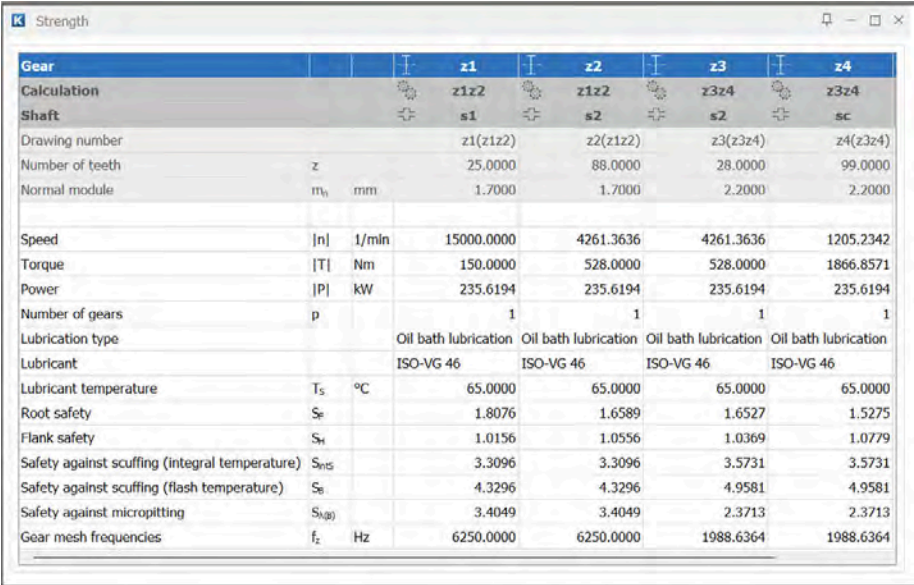 K Strength
Gear z1 z2 z3 z4
Calculation z1z2 z1z2 z3z4 z3z4
Shaft s1 s2 s2 sc
Drawing number z1(z1z2) z2(z1z2) z3(z3z4) z4(z3z4)
Number of teeth z 25.0000 88.0000 28.0000 99.0000
Normal module mn mm 1.7000 1.7000 2.2000 2.2000
Speed |n| 1/min 15000.0000 4261.3636 4261.3636 1205.2342
Torque |T| Nm 150.0000 528.0000 528.0000 1866.8571
Power |P| kW 235.6194 235.6194 235.6194 235.6194
Number of gears p 1 1 1 1
Lubrication type Oil bath lubrication Oil bath lubrication Oil bath lubrication Oil bath lubrication
Lubricant ISO-VG 46 ISO-VG 46 ISO-VG 46 ISO-VG 46
Lubricant temperature TS °C 65.0000 65.0000 65.0000 65.0000
Root safety SF 1.8076 1.6589 1.6527 1.5275
Flank safety SH 1.0156 1.0556 1.0369 1.0779
Safety against scuffing (integral temperature) SintS 3.3096 3.3096 3.5731 3.5731
Safety against scuffing (flash temperature) SB 4.3296 4.3296 4.9581 4.9581
Safety against micropitting Sλ(B) 3.4049 3.4049 2.3713 2.3713
Gear mesh frequencies fz Hz 6250.0000 6250.0000 1988.6364 1988.6364